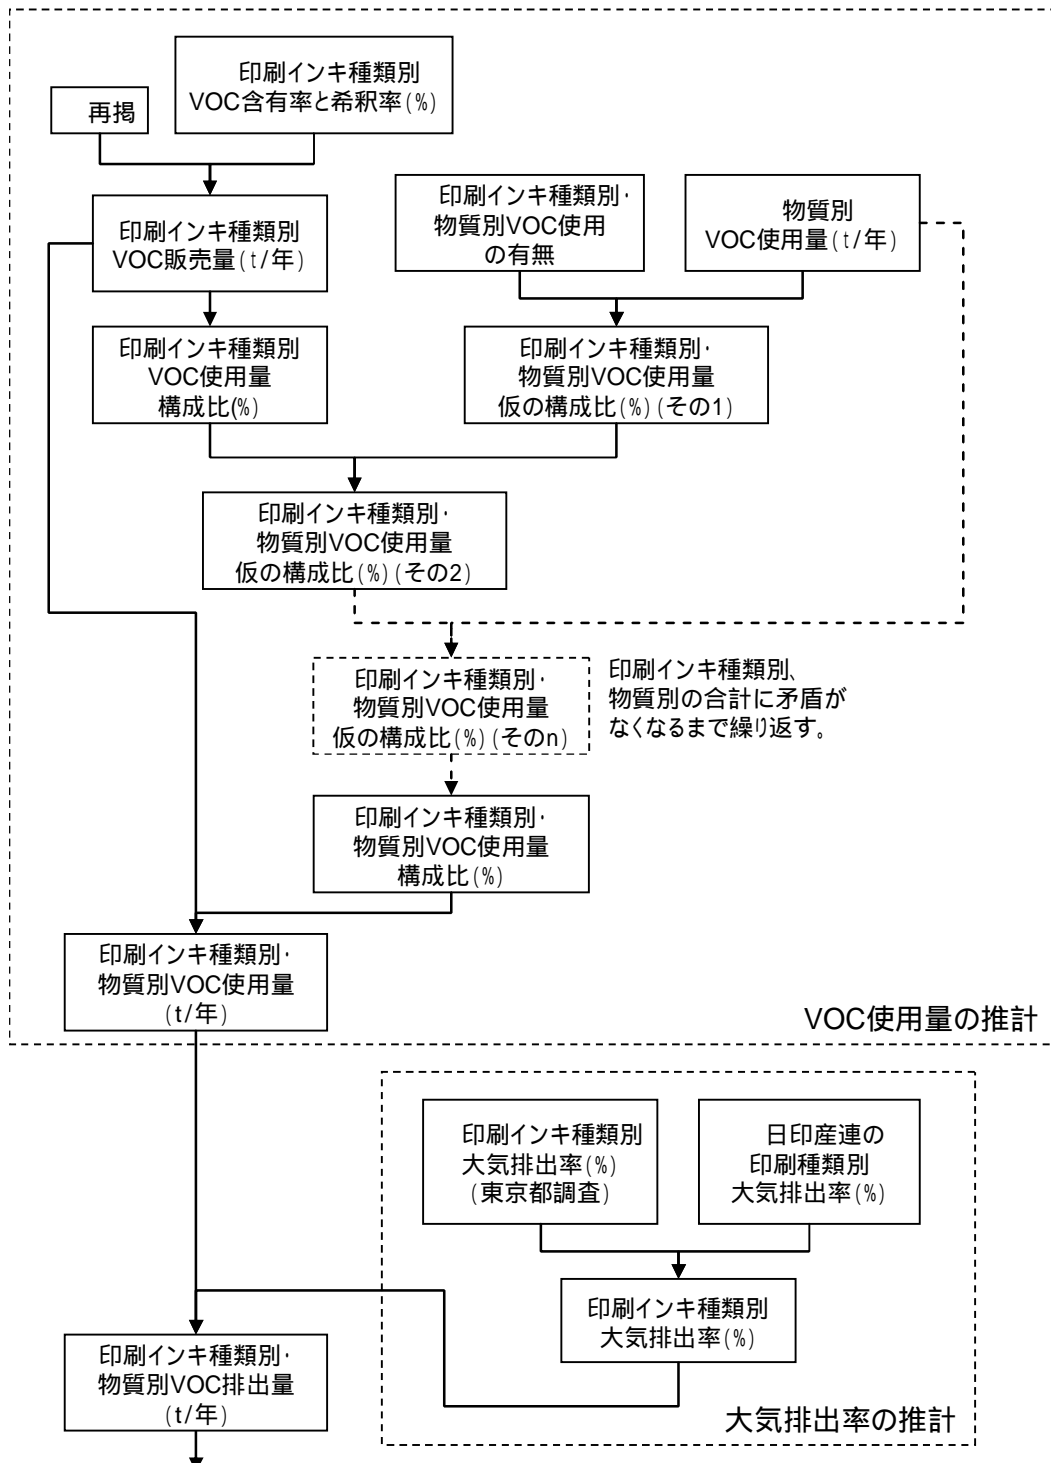 印刷インキ種類別
VOC含有率と希釈率(%)
再掲
印刷インキ種類別
VOC販売量(t/年)
印刷インキ種類別・
物質別VOC使用
の有無
物質別
VOC使用量(t/年)
印刷インキ種類別
VOC使用量
構成比(%)
印刷インキ種類別・
物質別VOC使用量
仮の構成比(%)(その1)
印刷インキ種類別・
物質別VOC使用量
仮の構成比(%)(その2)
印刷インキ種類別・
物質別VOC使用量
仮の構成比(%)(そのn)
印刷インキ種類別、
物質別の合計に矛盾が
なくなるまで繰り返す。
印刷インキ種類別・
物質別VOC使用量
構成比(%)
印刷インキ種類別・
物質別VOC使用量
(t/年)
VOC使用量の推計
印刷インキ種類別
大気排出率(%)
(東京都調査)
日印産連の
印刷種類別
大気排出率(%)
印刷インキ種類別
大気排出率(%)
印刷インキ種類別・
物質別VOC排出量
(t/年)
大気排出率の推計